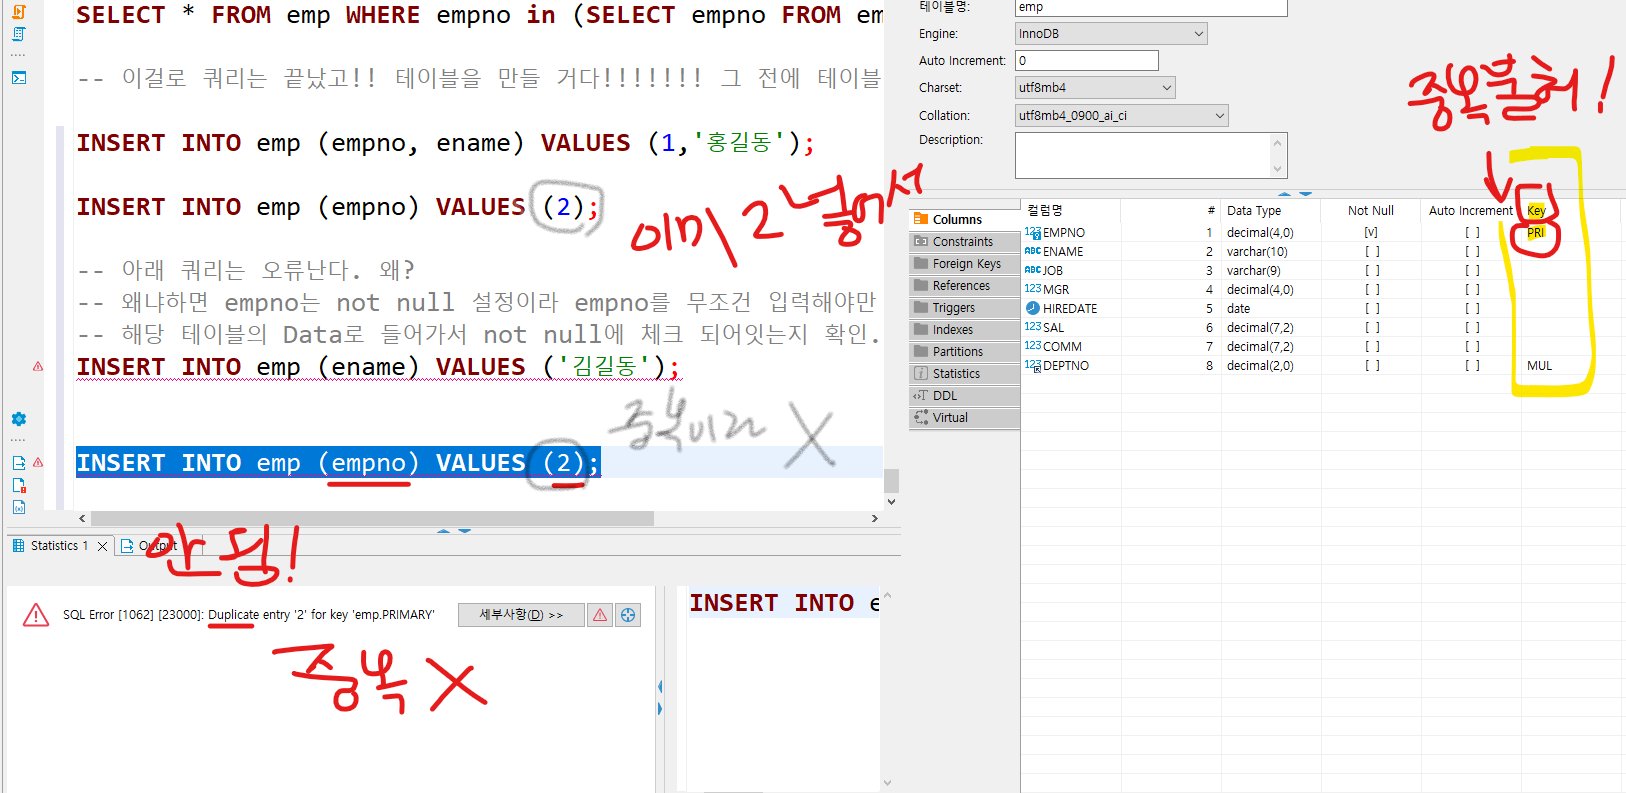 SELECT * FROM emp WHERE empno in (SELECT empno FROM em
-- 이걸로 쿼리는 끝났고!! 테이블을 만들 거다!!!!!!! 그 전에 테이블
INSERT INTO emp (empno, ename) VALUES (1,'홍길동');
INSERT INTO emp (empno) VALUES (2);
이미 2 넣어서
-- 아래 쿼리는 오류난다. 왜?
-- 왜냐하면 empno는 not null 설정이라 empno를 무조건 입력해야만
-- 해당 테이블의 Data로 들어가서 not null에 체크 되어잇는지 확인.
INSERT INTO emp (ename) VALUES ('김길동');
중복이라 X
INSERT INTO emp (empno) VALUES (2);
안 됨!
Statistics 1
Output
SQL Error [1062] [23000]: Duplicate entry '2' for key 'emp.PRIMARY'
세부사항(D) >>
중복 X
INSERT INTO e
테이블명: emp
Engine: InnoDB
Auto Increment: 0
Charset: utf8mb4
Collation: utf8mb4_0900_ai_ci
Description:
중복불허!
Columns
Constraints
Foreign Keys
References
Triggers
Indexes
Partitions
Statistics
DDL
Virtual
컬럼명 # Data Type Not Null Auto Increment Key
EMPNO 1 decimal(4,0) [v] [ ] PRI
ENAME 2 varchar(10) [ ] [ ]
JOB 3 varchar(9) [ ] [ ]
MGR 4 decimal(4,0) [ ] [ ]
HIREDATE 5 date [ ] [ ]
SAL 6 decimal(7,2) [ ] [ ]
COMM 7 decimal(7,2) [ ] [ ]
DEPTNO 8 decimal(2,0) [ ] [ ] MUL